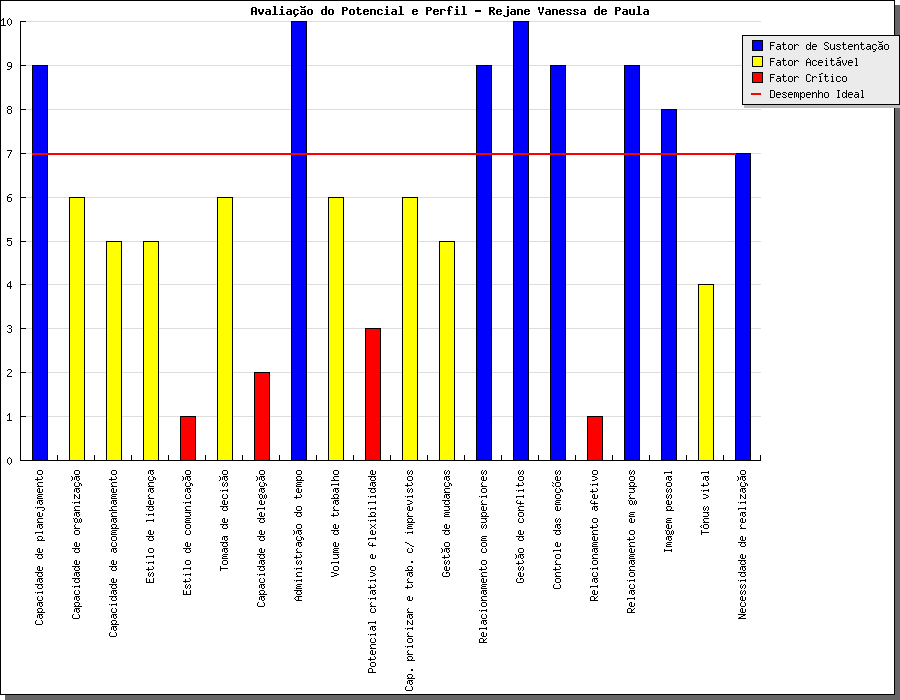 Avaliação do Potencial e Perfil - Rejane Vanessa de Paula
Fator de Sustentação
Fator Aceitável
Fator Crítico
Desempenho Ideal
10
9
8
7
6
5
4
3
2
1
0
Capacidade de planejamento
Capacidade de organização
Capacidade de acompanhamento
Estilo de liderança
Estilo de comunicação
Tomada de decisão
Capacidade de delegação
Administração do tempo
Volume de trabalho
Potencial criativo e flexibilidade
Cap. priorizar e trab. c/ imprevistos
Gestão de mudanças
Relacionamento com superiores
Gestão de conflitos
Controle das emoções
Relacionamento afetivo
Relacionamento em grupos
Imagem pessoal
Tônus vital
Necessidade de realização